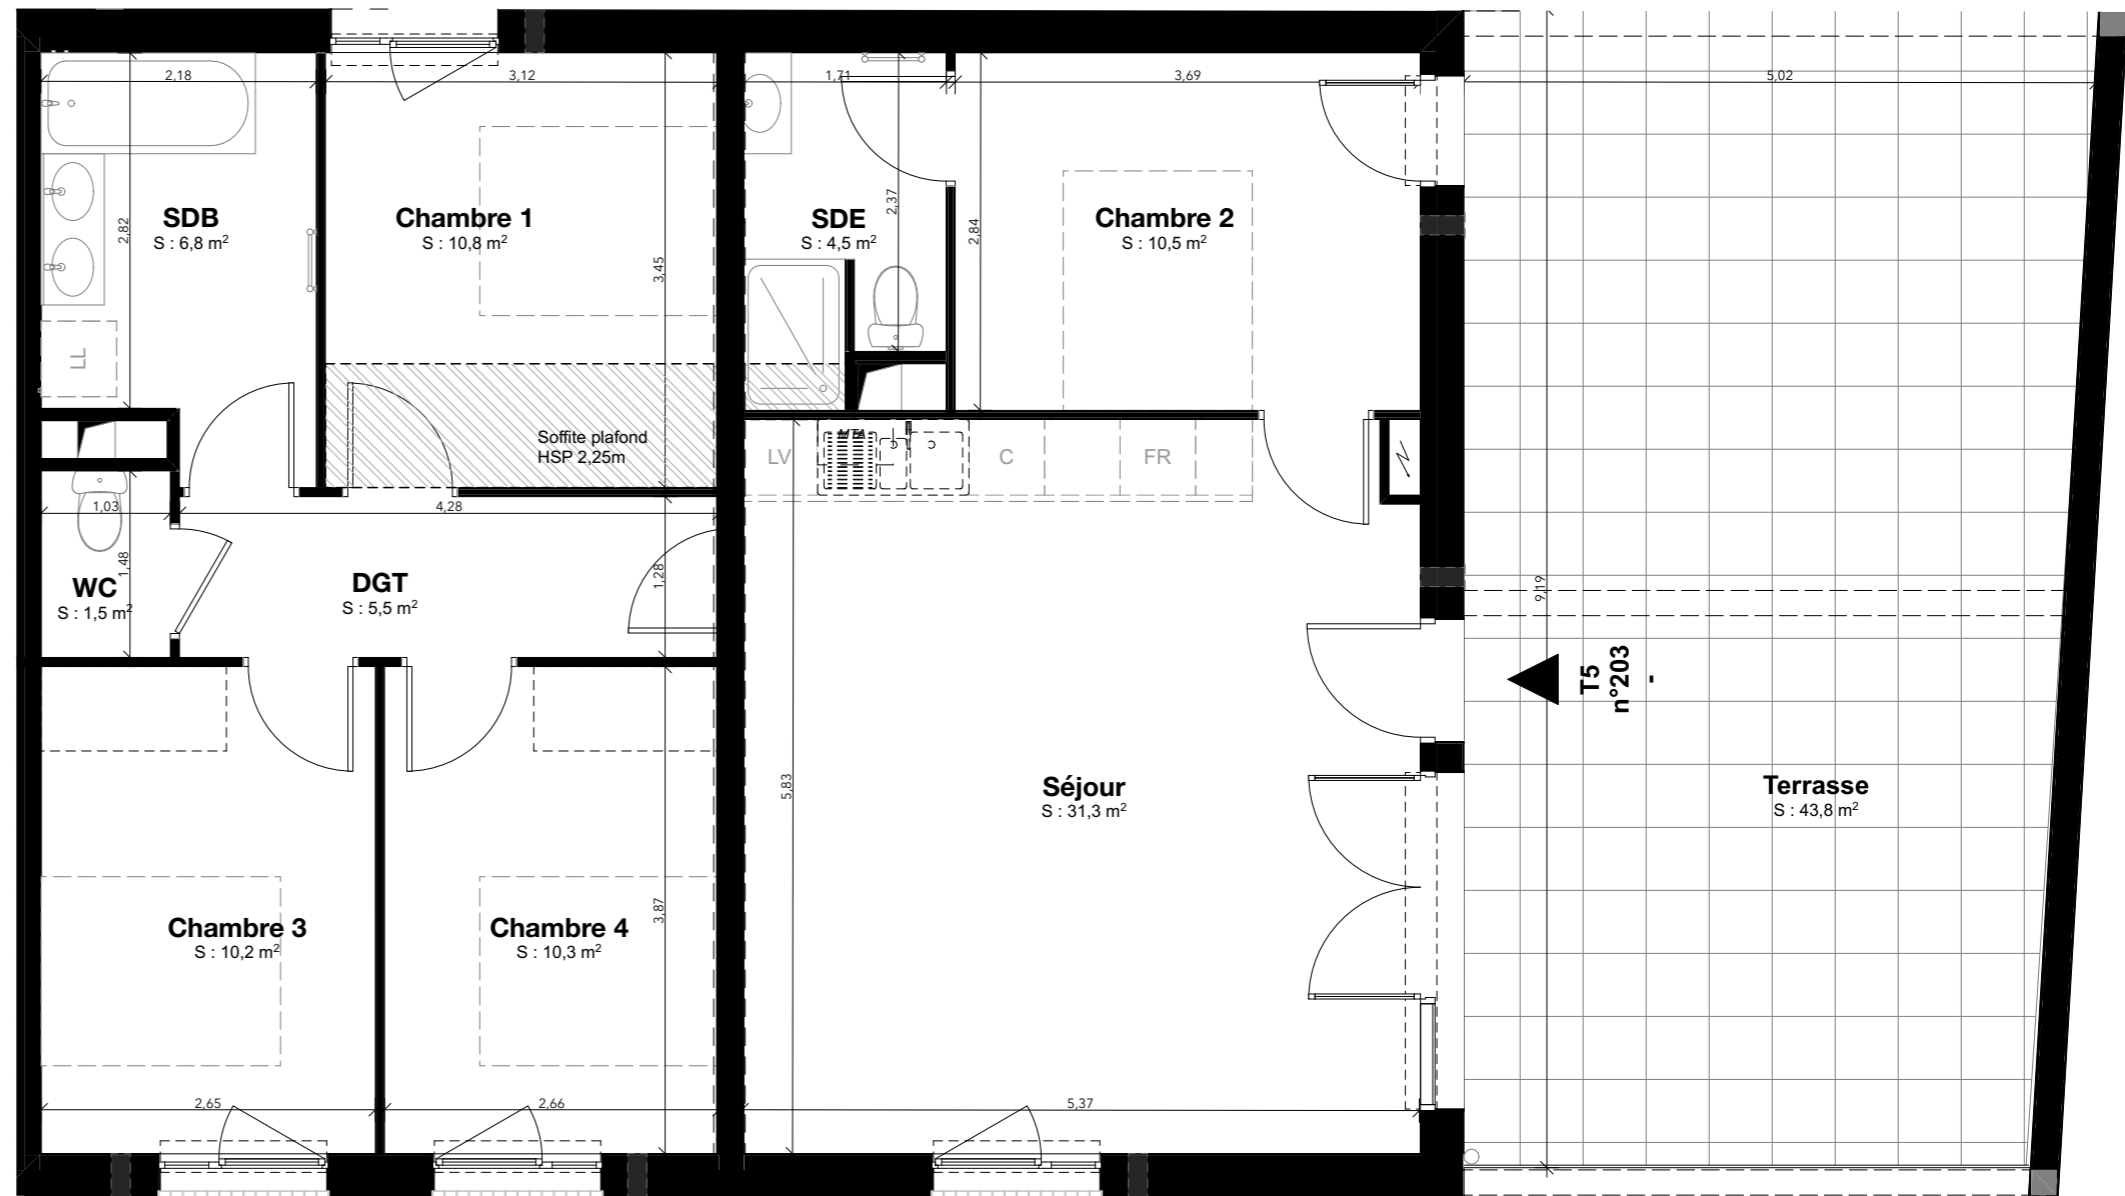 2,18
3,12
1,71
3,69
5,02
SDB
S : 6,8 m²
2,82
Chambre 1
S : 10,8 m²
3,45
SDE
S : 4,5 m²
2,37
2,84
Chambre 2
S : 10,5 m²
LL
Soffite plafond
HSP 2,25m
LV
MTA
C
FR
1,03
4,28
1,48
WC
S : 1,5 m²
DGT
S : 5,5 m²
1,28
9,19
T5
n°203
-
5,83
Séjour
S : 31,3 m²
Terrasse
S : 43,8 m²
Chambre 3
S : 10,2 m²
Chambre 4
S : 10,3 m²
3,87
2,65
2,66
5,37